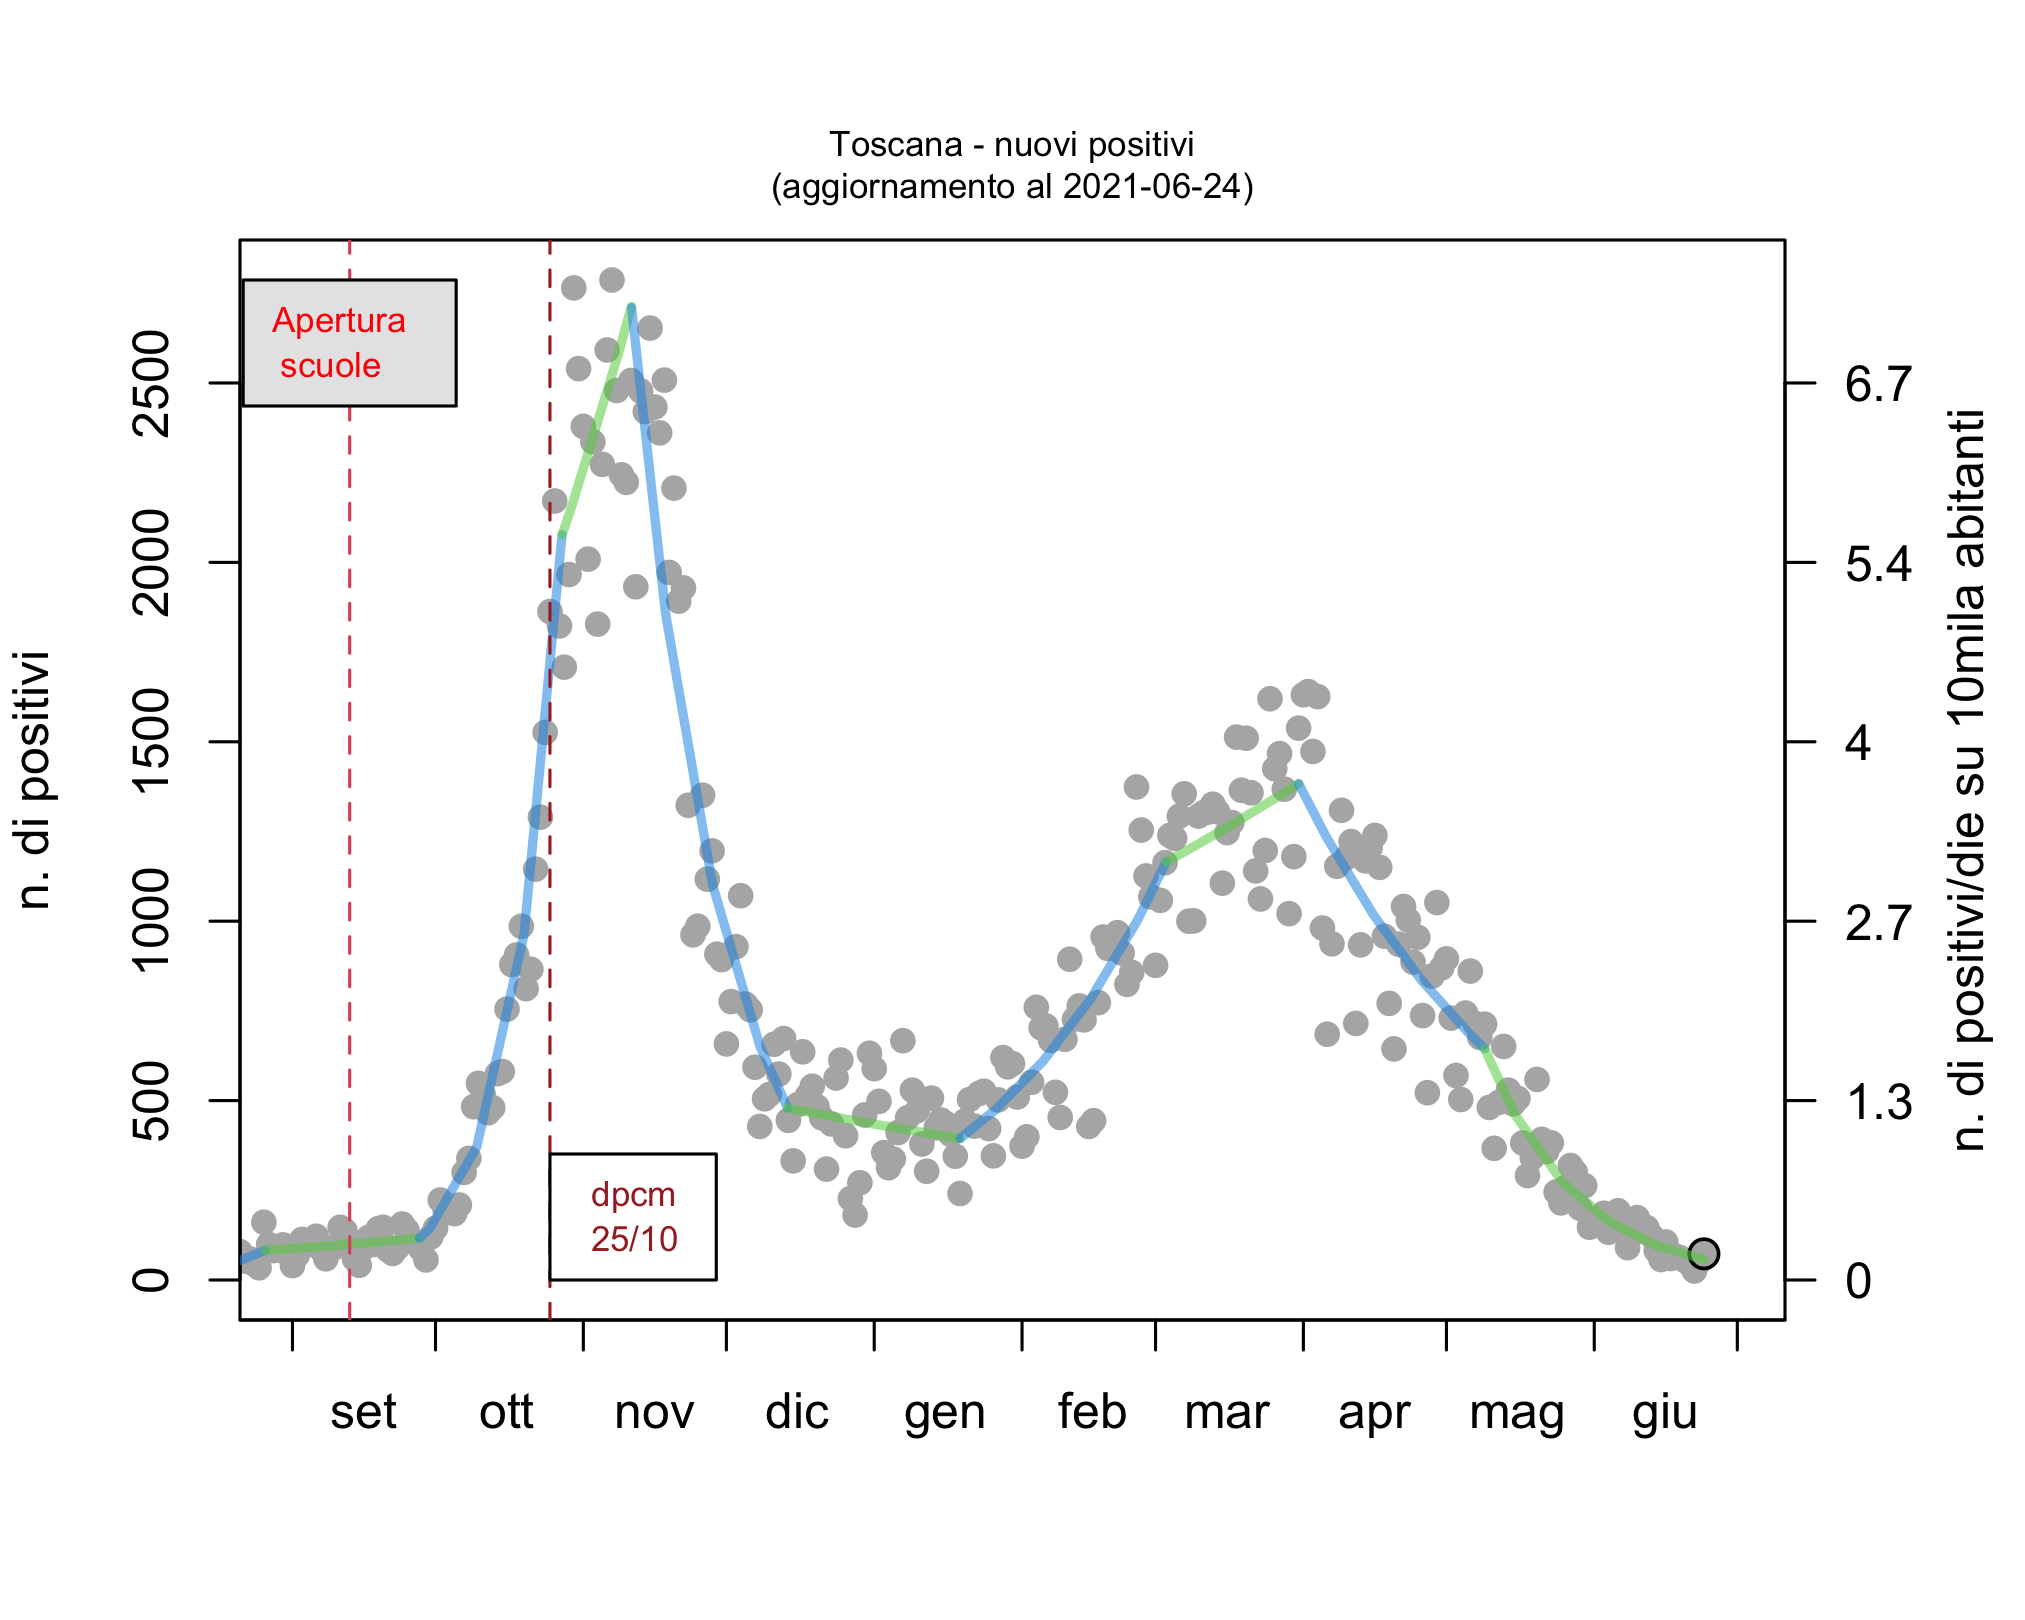 Toscana - nuovi positivi
(aggiornamento al 2021-06-24)
Apertura
scuole
dpcm
25/10
n. di positivi
2500
2000
1500
1000
500
0
6.7
5.4
4
2.7
1.3
0
n. di positivi/die su 10mila abitanti
set ott nov dic gen feb mar apr mag giu